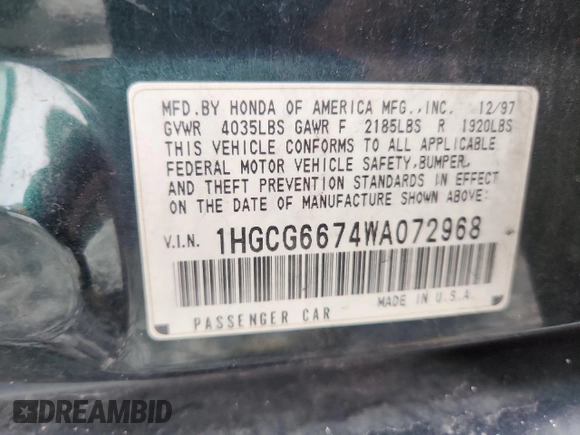 MFD.BY HONDA OF AMERICA MFG.,INC. 12/97
GVWR 4035LBS GAWR F 2185LBS R 1920LBS
THIS VEHICLE CONFORMS TO ALL APPLICABLE
FEDERAL MOTOR VEHICLE SAFETY,BUMPER,
AND THEFT PREVENTION STANDARDS IN EFFECT
ON THE DATE OF MANUFACTURE SHOWN ABOVE.
V.I.N. 1HGCG6674WA072968
MADE IN U.S.A.
PASSENGER CAR
DREAMBID